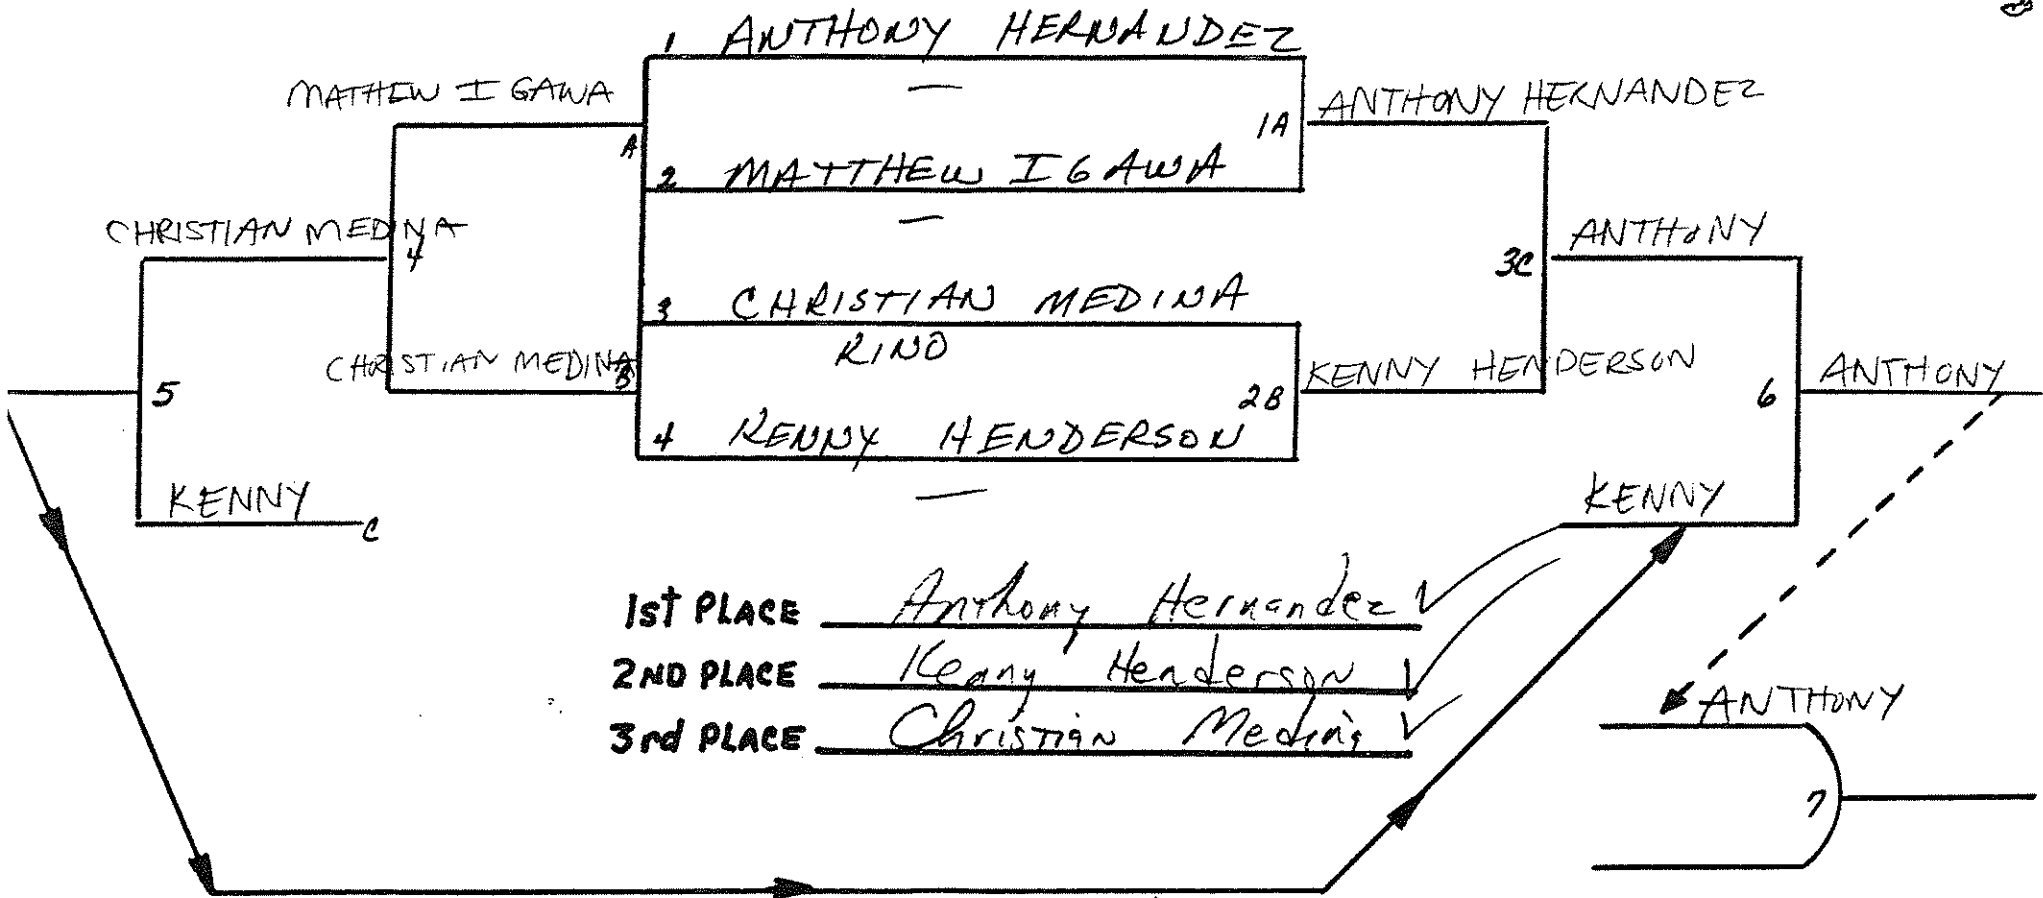 1 ANTHONY HERNANDEZ
MATHEW IGAWA
A
1A
ANTHONY HERNANDEZ
2 MATTHEW IGAWA
CHRISTIAN MEDINA
4
3C
ANTHONY
3 CHRISTIAN MEDINA
RINO
CHRISTIAN MEDINA
B
2B
KENNY HENDERSON
5
6
ANTHONY
4 KENNY HENDERSON
KENNY
C
KENNY
1st PLACE Anthony Hernandez
2ND PLACE Kenny Henderson
3rd PLACE Christian Medina
ANTHONY
7